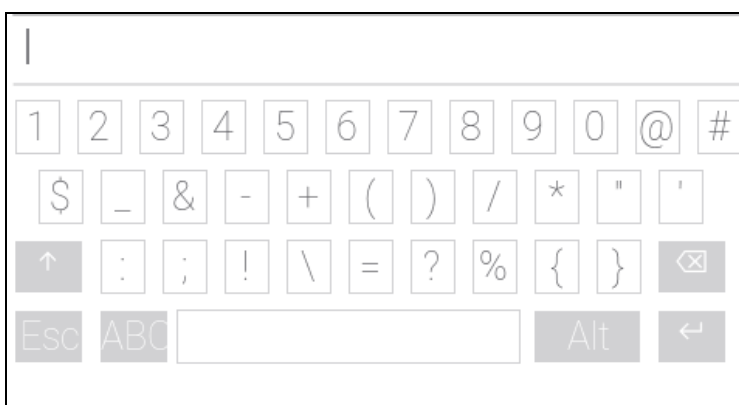 1 2 3 4 5 6 7 8 9 0 @ #
$ _ & - + ( ) / * " '
↑ : ; ! \ = ? % { } ⌫
Esc ABC Alt ↵